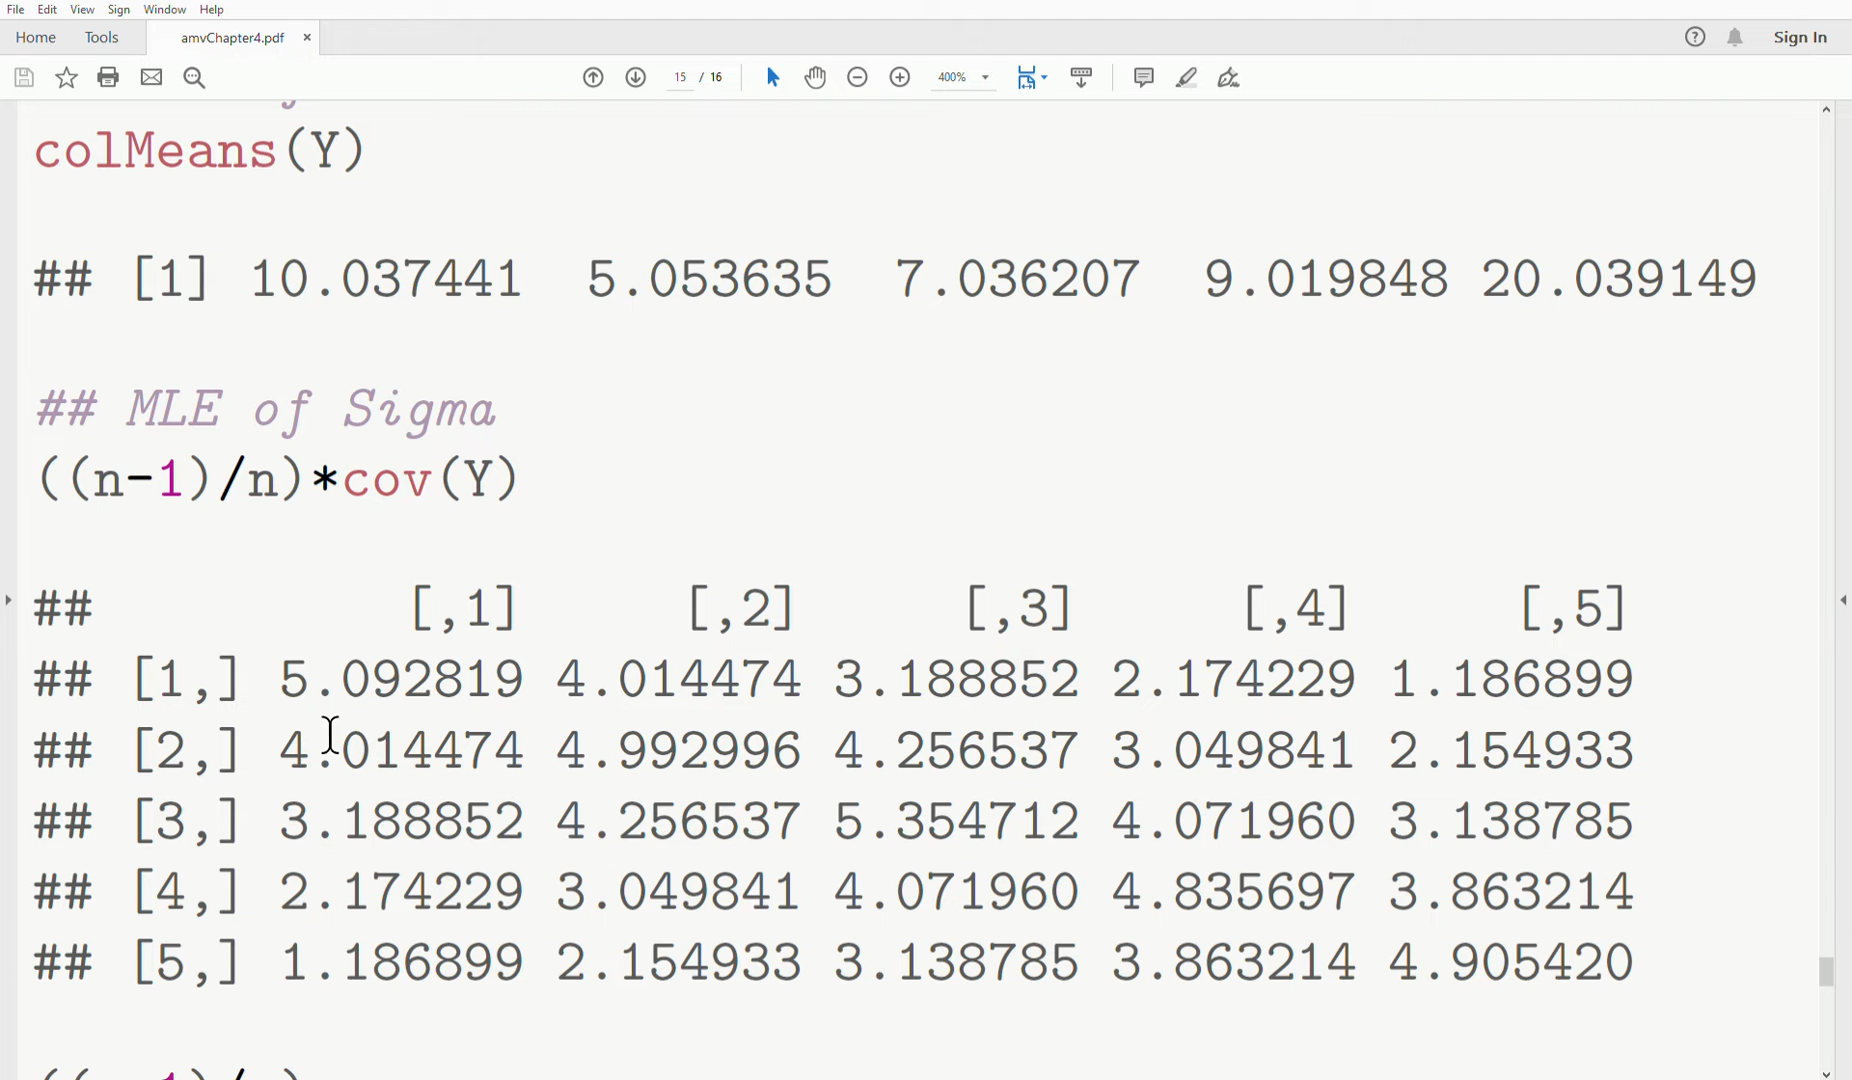 File Edit View Sign Window Help
Home Tools amvChapter4.pdf × Sign In
15 / 16 400%
colMeans(Y)
## [1] 10.037441 5.053635 7.036207 9.019848 20.039149
## MLE of Sigma
((n-1)/n)*cov(Y)
## [,1] [,2] [,3] [,4] [,5]
## [1,] 5.092819 4.014474 3.188852 2.174229 1.186899
## [2,] 4.014474 4.992996 4.256537 3.049841 2.154933
## [3,] 3.188852 4.256537 5.354712 4.071960 3.138785
## [4,] 2.174229 3.049841 4.071960 4.835697 3.863214
## [5,] 1.186899 2.154933 3.138785 3.863214 4.905420